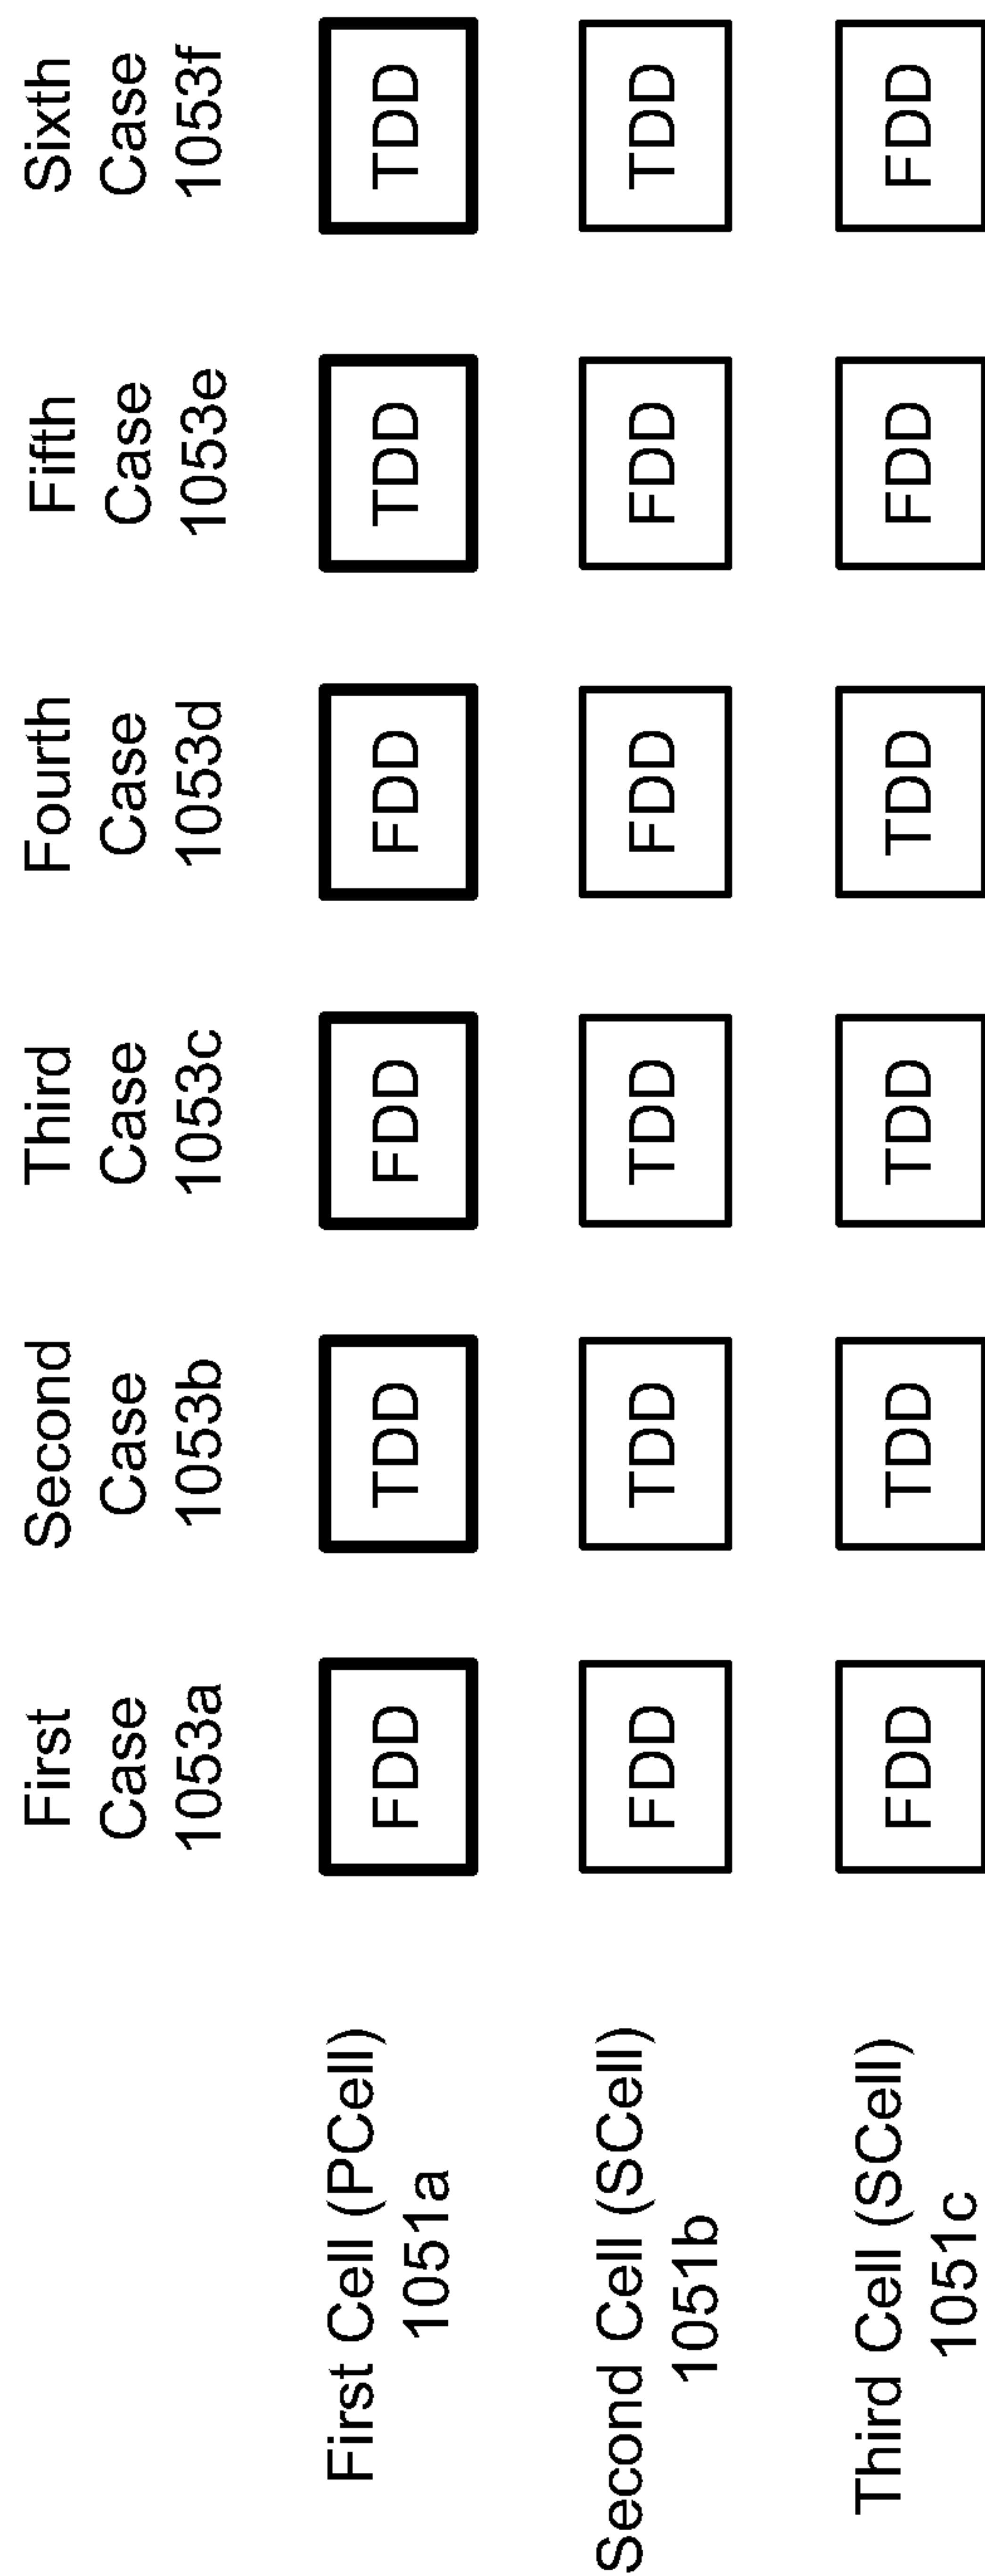 First
Case
1053a
Second
Case
1053b
Third
Case
1053c
Fourth
Case
1053d
Fifth
Case
1053e
Sixth
Case
1053f
First Cell (PCell)
1051a
FDD
TDD
FDD
FDD
TDD
TDD
Second Cell (SCell)
1051b
FDD
TDD
TDD
FDD
FDD
TDD
Third Cell (SCell)
1051c
FDD
TDD
TDD
TDD
FDD
FDD